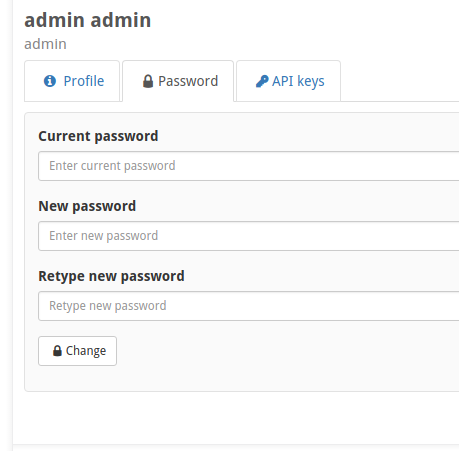 admin admin
admin
Profile Password API keys
Current password
Enter current password
New password
Enter new password
Retype new password
Retype new password
Change